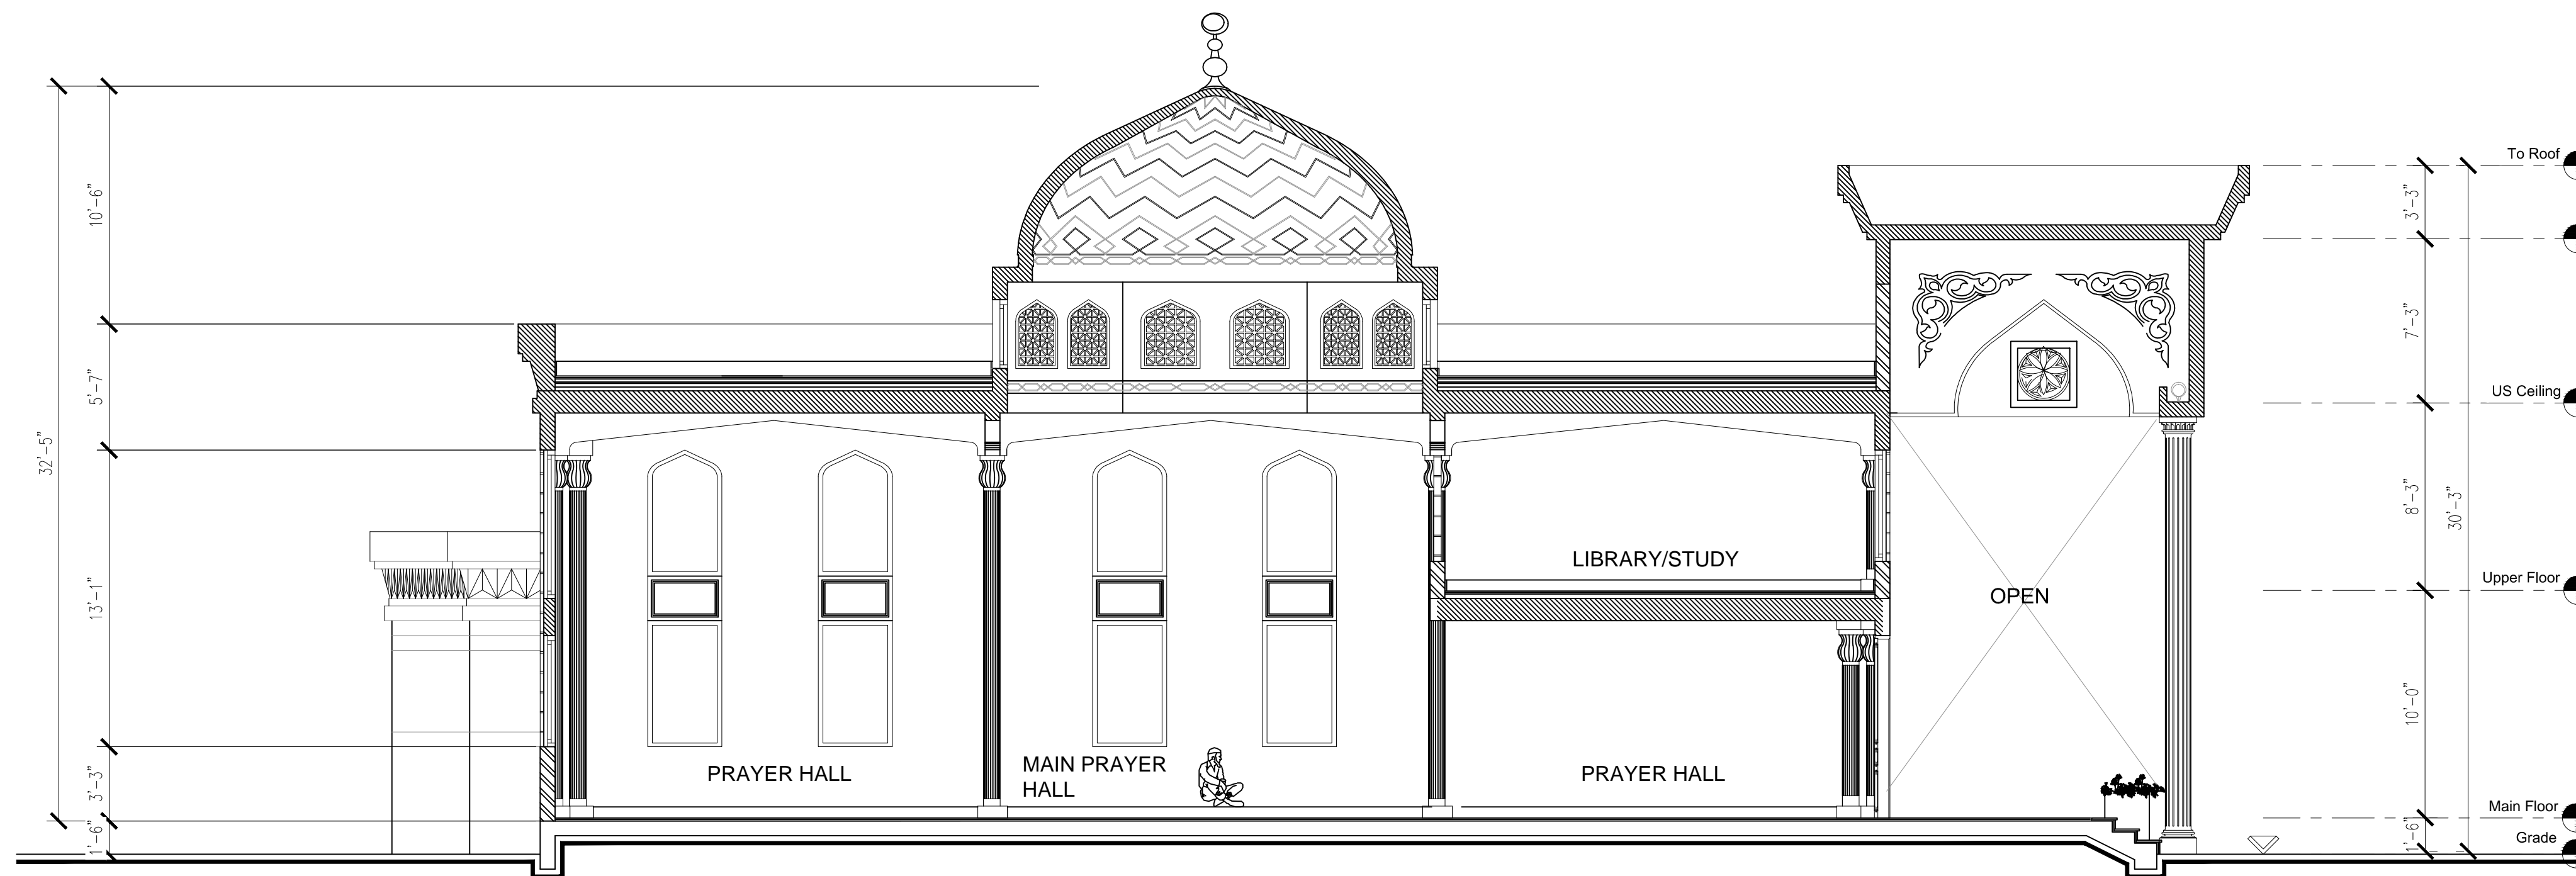 To Roof
10'-6"
3'-3"
7'-3"
5'-7"
US Ceiling
32'-5"
8'-3"
30'-3"
LIBRARY/STUDY
Upper Floor
13'-1"
OPEN
10'-0"
PRAYER HALL
MAIN PRAYER
HALL
PRAYER HALL
3'-3"
Main Floor
1'-6"
1'-6"
Grade